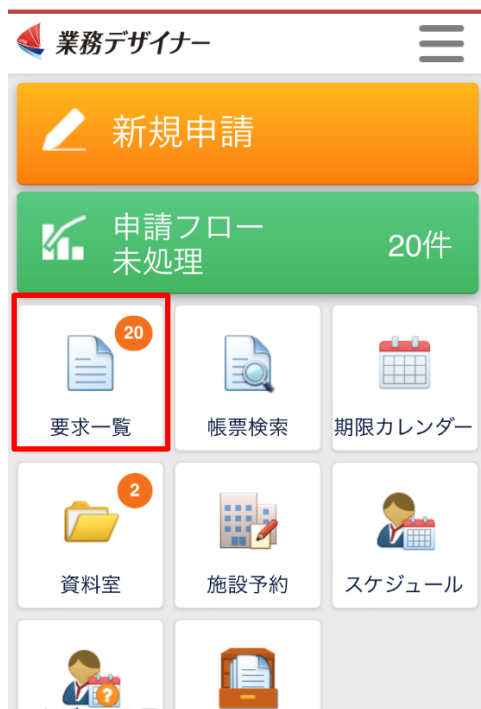 業務デザイナー
新規申請
申請フロー
未処理
20件
20
要求一覧
帳票検索
期限カレンダー
2
資料室
施設予約
スケジュール